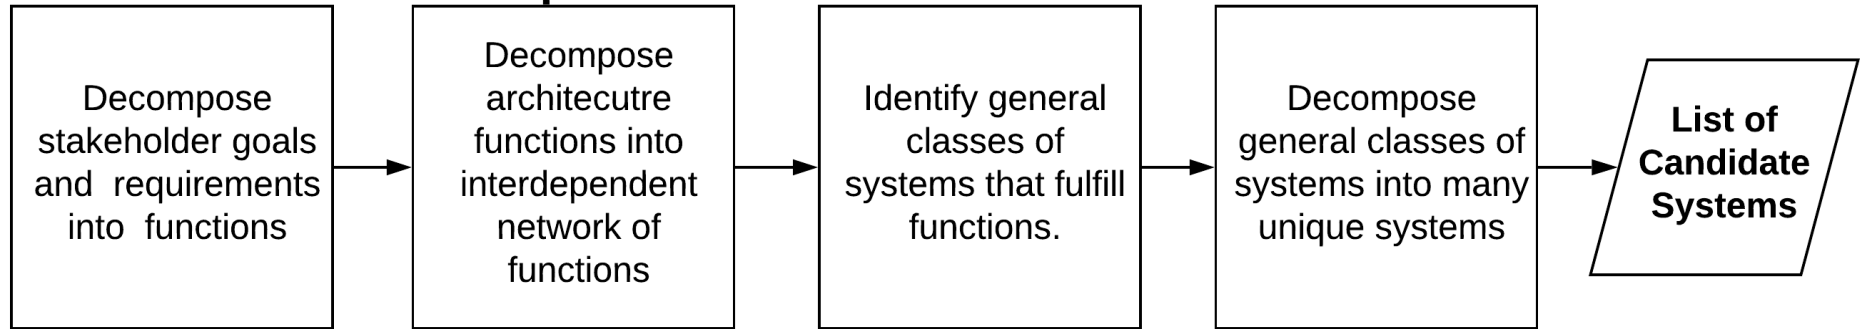 Decompose
stakeholder goals
and requirements
into functions
Decompose
architecutre
functions into
interdependent
network of
functions
Identify general
classes of
systems that fulfill
functions.
Decompose
general classes of
systems into many
unique systems
List of
Candidate
Systems